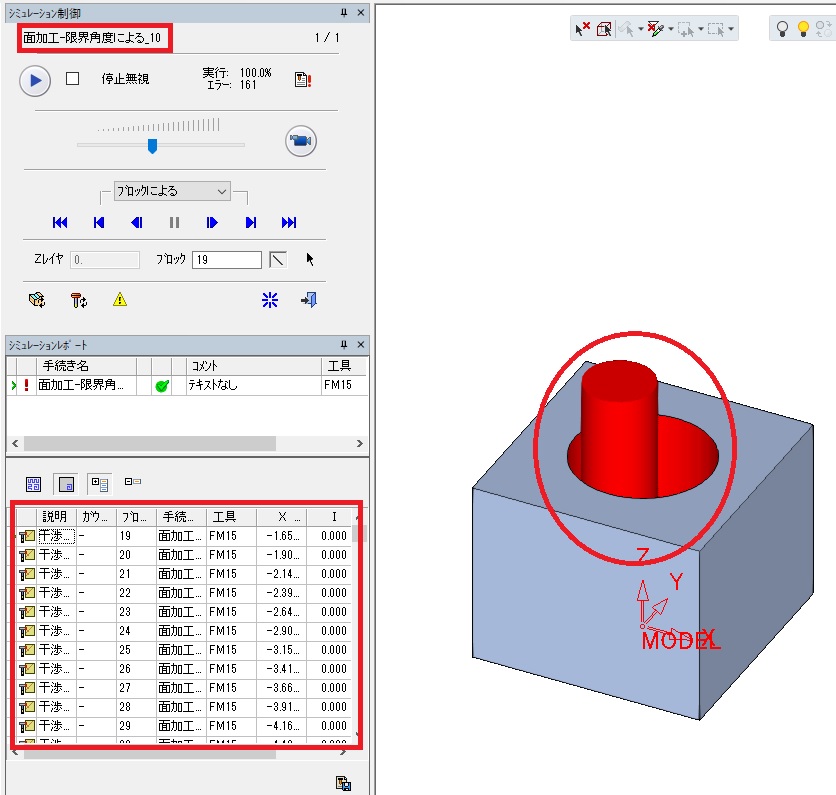 シミュレーション制御
面加工-限界角度による_10
1 / 1
停止無視
実行: 100.0%
エラー: 161
ブロックによる
Zレイヤ 0. ブロック 19
シミュレーションレポート
手続き名 コメント 工具
面加工-限界角... テキストなし FM15
説明 ガウ... ブロ... 手続... 工具 X ... I
干渉... - 19 面加工... FM15 -1.65... 0.000
干渉... - 20 面加工... FM15 -1.90... 0.000
干渉... - 21 面加工... FM15 -2.14... 0.000
干渉... - 22 面加工... FM15 -2.39... 0.000
干渉... - 23 面加工... FM15 -2.64... 0.000
干渉... - 24 面加工... FM15 -2.90... 0.000
干渉... - 25 面加工... FM15 -3.15... 0.000
干渉... - 26 面加工... FM15 -3.41... 0.000
干渉... - 27 面加工... FM15 -3.66... 0.000
干渉... - 28 面加工... FM15 -3.91... 0.000
干渉... - 29 面加工... FM15 -4.16... 0.000
Z
Y
X
MODEL